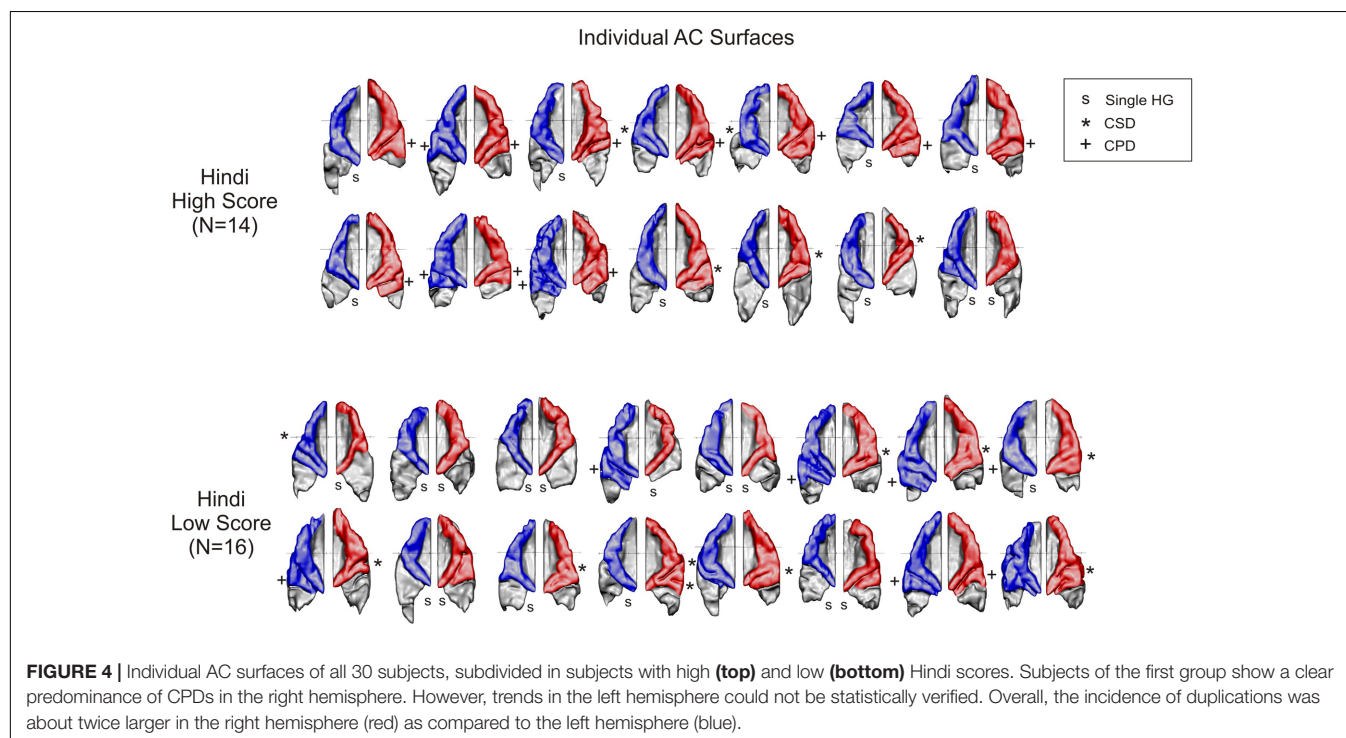 Individual AC Surfaces
s Single HG
* CSD
+ CPD
Hindi
High Score
(N=14)
+ + + + * + * + + +
s s s s
+ + + + + * * *
s s s s s s
Hindi
Low Score
(N=16)
* + + * + * + *
s s s s s s s s s
+ * * * * * + + *
s s s s s s
FIGURE 4 | Individual AC surfaces of all 30 subjects, subdivided in subjects with high (top) and low (bottom) Hindi scores. Subjects of the first group show a clear
predominance of CPDs in the right hemisphere. However, trends in the left hemisphere could not be statistically verified. Overall, the incidence of duplications was
about twice larger in the right hemisphere (red) as compared to the left hemisphere (blue).